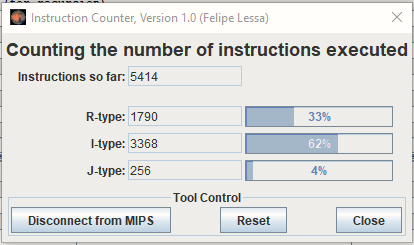 Instruction Counter, Version 1.0 (Felipe Lessa)
Counting the number of instructions executed
Instructions so far: 5414
R-type: 1790 33%
I-type: 3368 62%
J-type: 256 4%
Tool Control
Disconnect from MIPS Reset Close